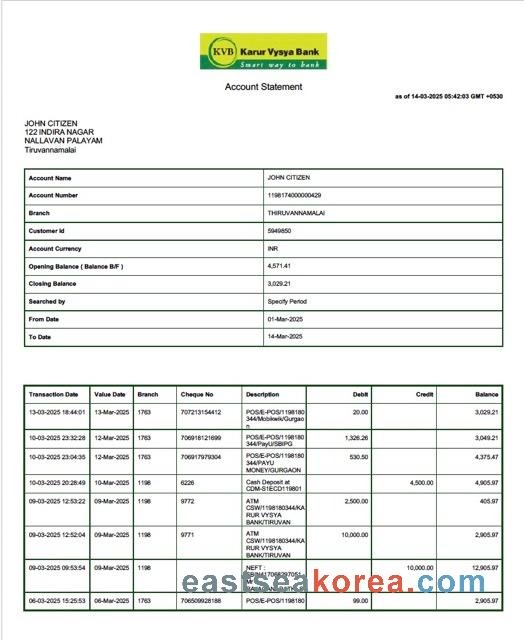 KVB Karur Vysya Bank
Smart way to bank
Account Statement
as of 14-03-2025 05:42:03 GMT +0530
JOHN CITIZEN
122 INDIRA NAGAR
NALLAVAN PALAYAM
Tiruvannamalai
Account Name JOHN CITIZEN
Account Number 1198174000000429
Branch THIRUVANNAMALAI
Customer Id 5949850
Account Currency INR
Opening Balance ( Balance B/F ) 4,571.41
Closing Balance 3,029.21
Searched by Specify Period
From Date 01-Mar-2025
To Date 14-Mar-2025
Transaction Date Value Date Branch Cheque No Description Debit Credit Balance
13-03-2025 18:44:01 13-Mar-2025 1763 707213154412 POS/E-POS/1198180 20.00 3,029.21
344/Mobikwik/Gurgao
n
10-03-2025 23:32:28 12-Mar-2025 1763 706918121699 POS/E-POS/1198180 1,326.26 3,049.21
344/PayU/SBIPG
10-03-2025 23:04:35 12-Mar-2025 1763 706917979304 POS/E-POS/1198180 530.50 4,375.47
344/PAYU
MONEY/GURGAON
10-03-2025 20:28:49 10-Mar-2025 1198 6226 Cash Deposit at 4,500.00 4,905.97
CDM-S1ECD119801
09-03-2025 12:53:22 09-Mar-2025 1198 9772 ATM 2,500.00 405.97
CSW/1198180344/KA
RUR VYSYA
BANK/TIRUVAN
09-03-2025 12:52:04 09-Mar-2025 1198 9771 ATM 10,000.00 2,905.97
CSW/1198180344/KA
RUR VYSYA
BANK/TIRUVAN
09-03-2025 09:53:54 09-Mar-2025 1198 NEFT : 10,000.00 12,905.97
eastseakorea.com
06-03-2025 15:25:53 06-Mar-2025 1763 706509928188 POS/E-POS/1198180 99.00 2,905.97